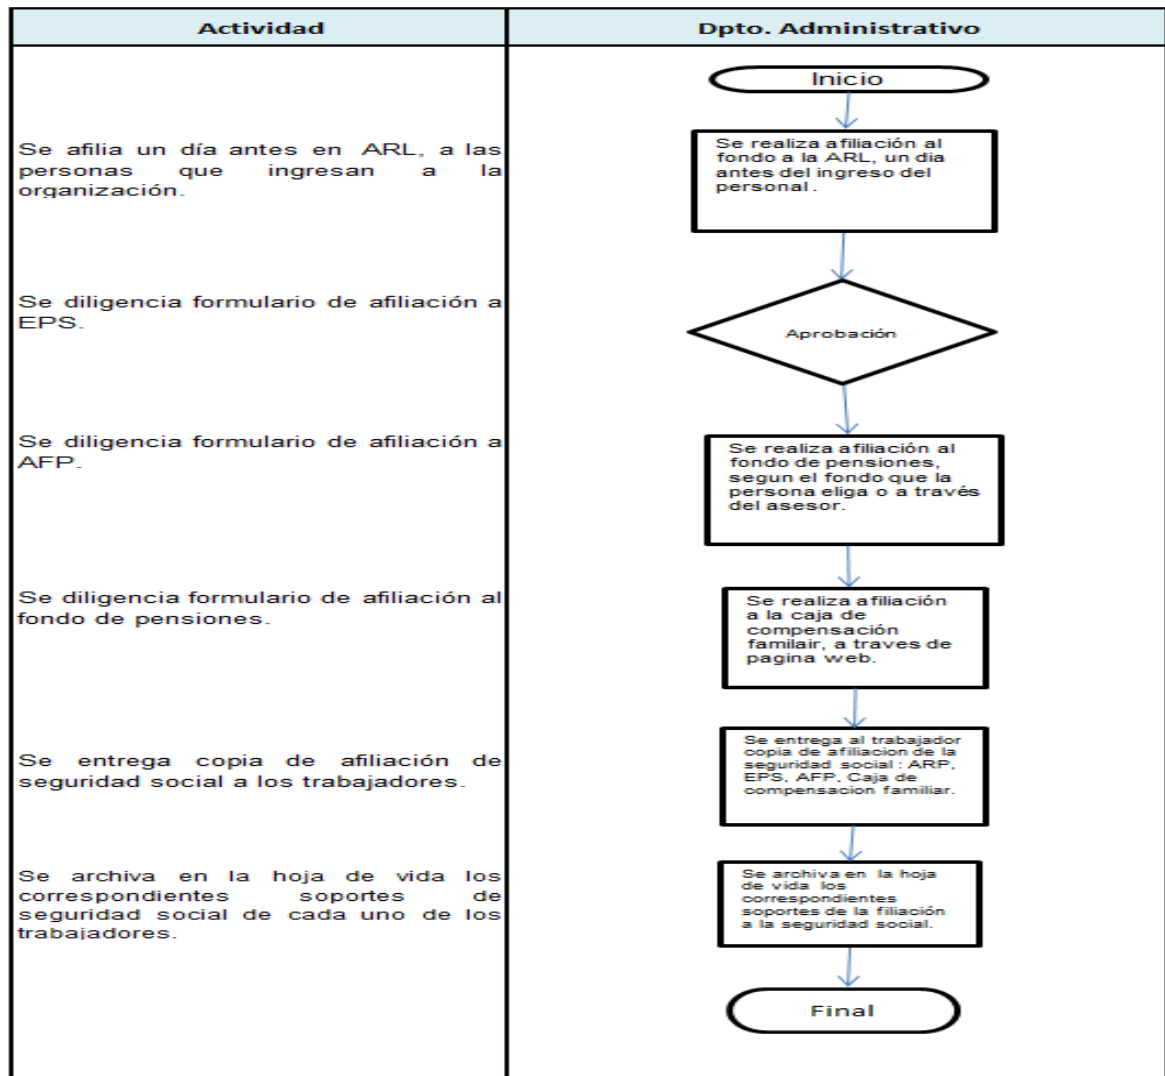 Actividad
Dpto. Administrativo
Inicio
Se afilia un día antes en ARL, a las
personas que ingresan a la
organización.
Se realiza afiliación al
fondo a la ARL, un dia
antes del ingreso del
personal.
Se diligencia formulario de afiliación a
EPS.
Aprobación
Se diligencia formulario de afiliación a
AFP.
Se realiza afiliación al
fondo de pensiones,
segun el fondo que la
persona eliga o a través
del asesor.
Se diligencia formulario de afiliación al
fondo de pensiones.
Se realiza afiliación
a la caja de
compensación
familair, a traves de
pagina web.
Se entrega copia de afiliación de
seguridad social a los trabajadores.
Se entrega al trabajador
copia de afiliacion de la
seguridad social : ARP,
EPS, AFP, Caja de
compensacion familiar.
Se archiva en la hoja de vida los
correspondientes soportes de
seguridad social de cada uno de los
trabajadores.
Se archiva en la hoja
de vida los
correspondientes
soportes de la filiación
a la seguridad social.
Final